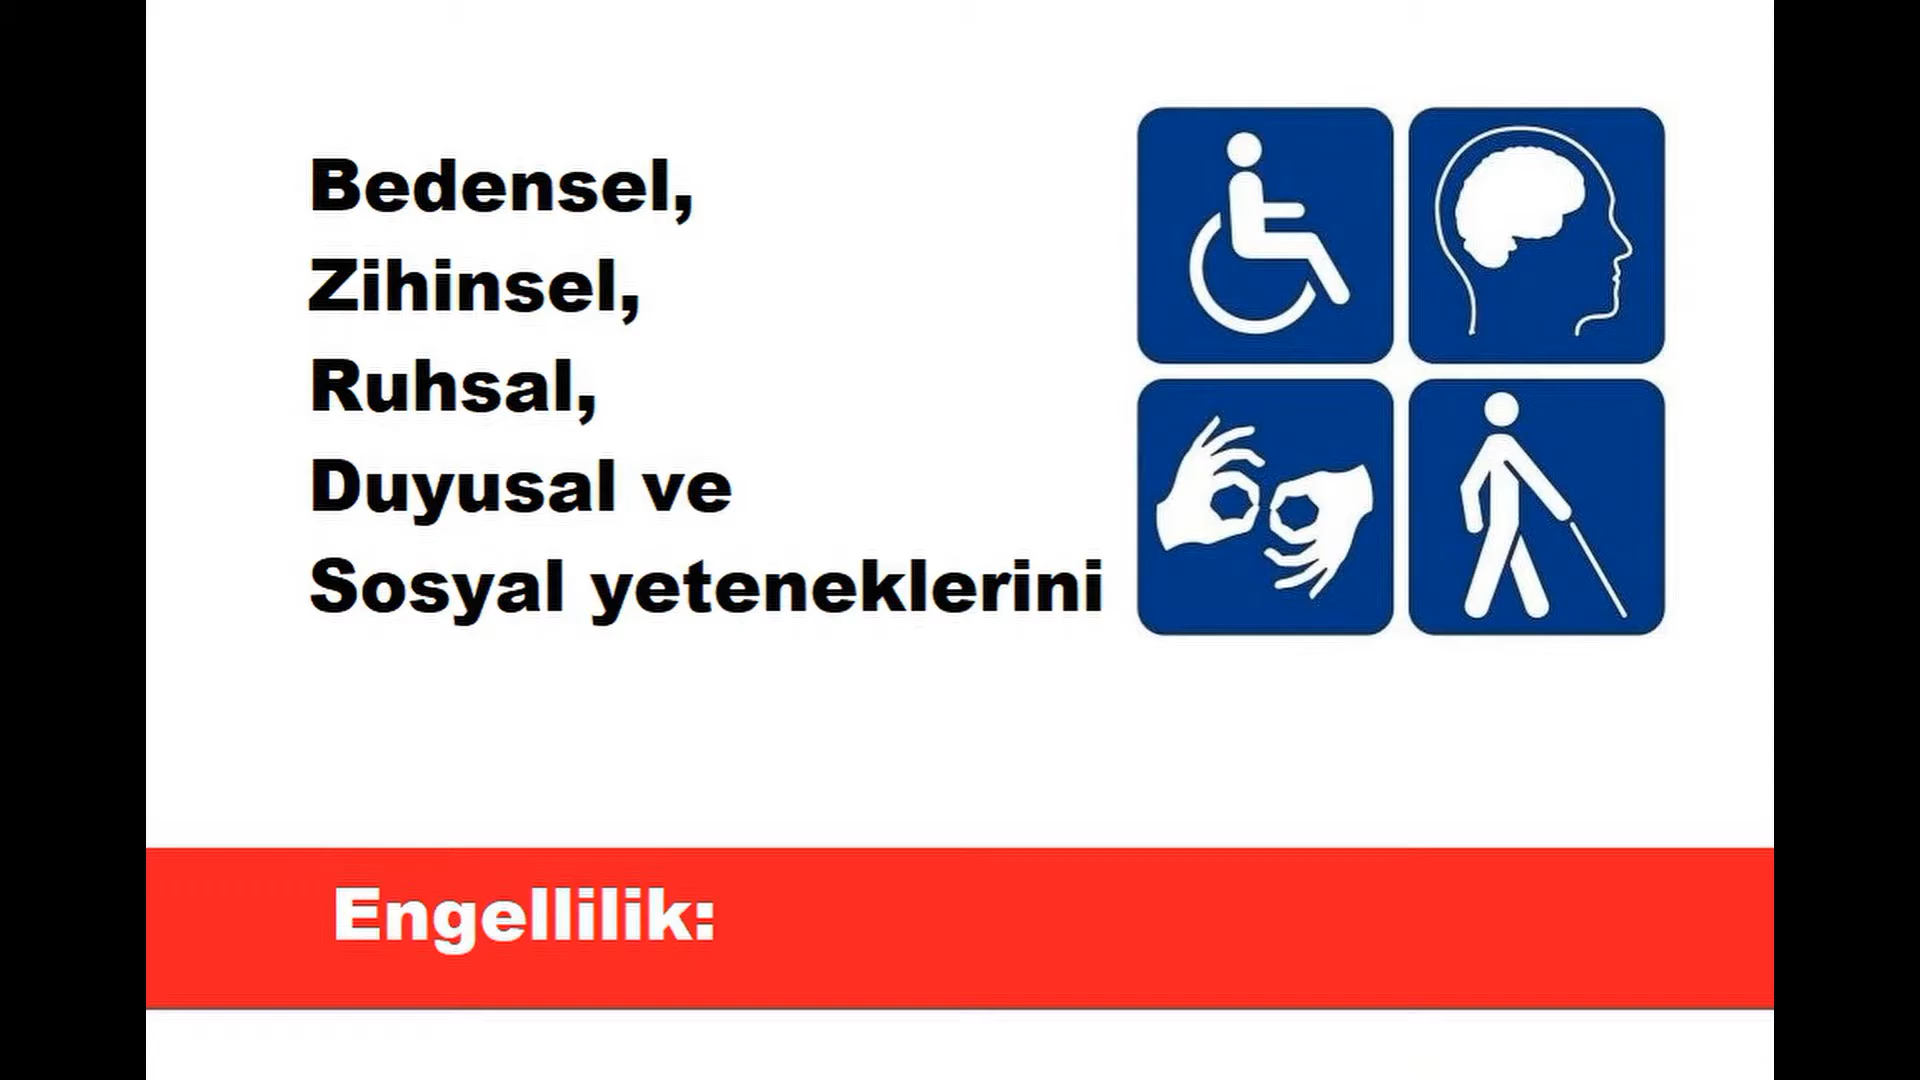 Bedensel,
Zihinsel,
Ruhsal,
Duyusal ve
Sosyal yeteneklerini
Engellilik: